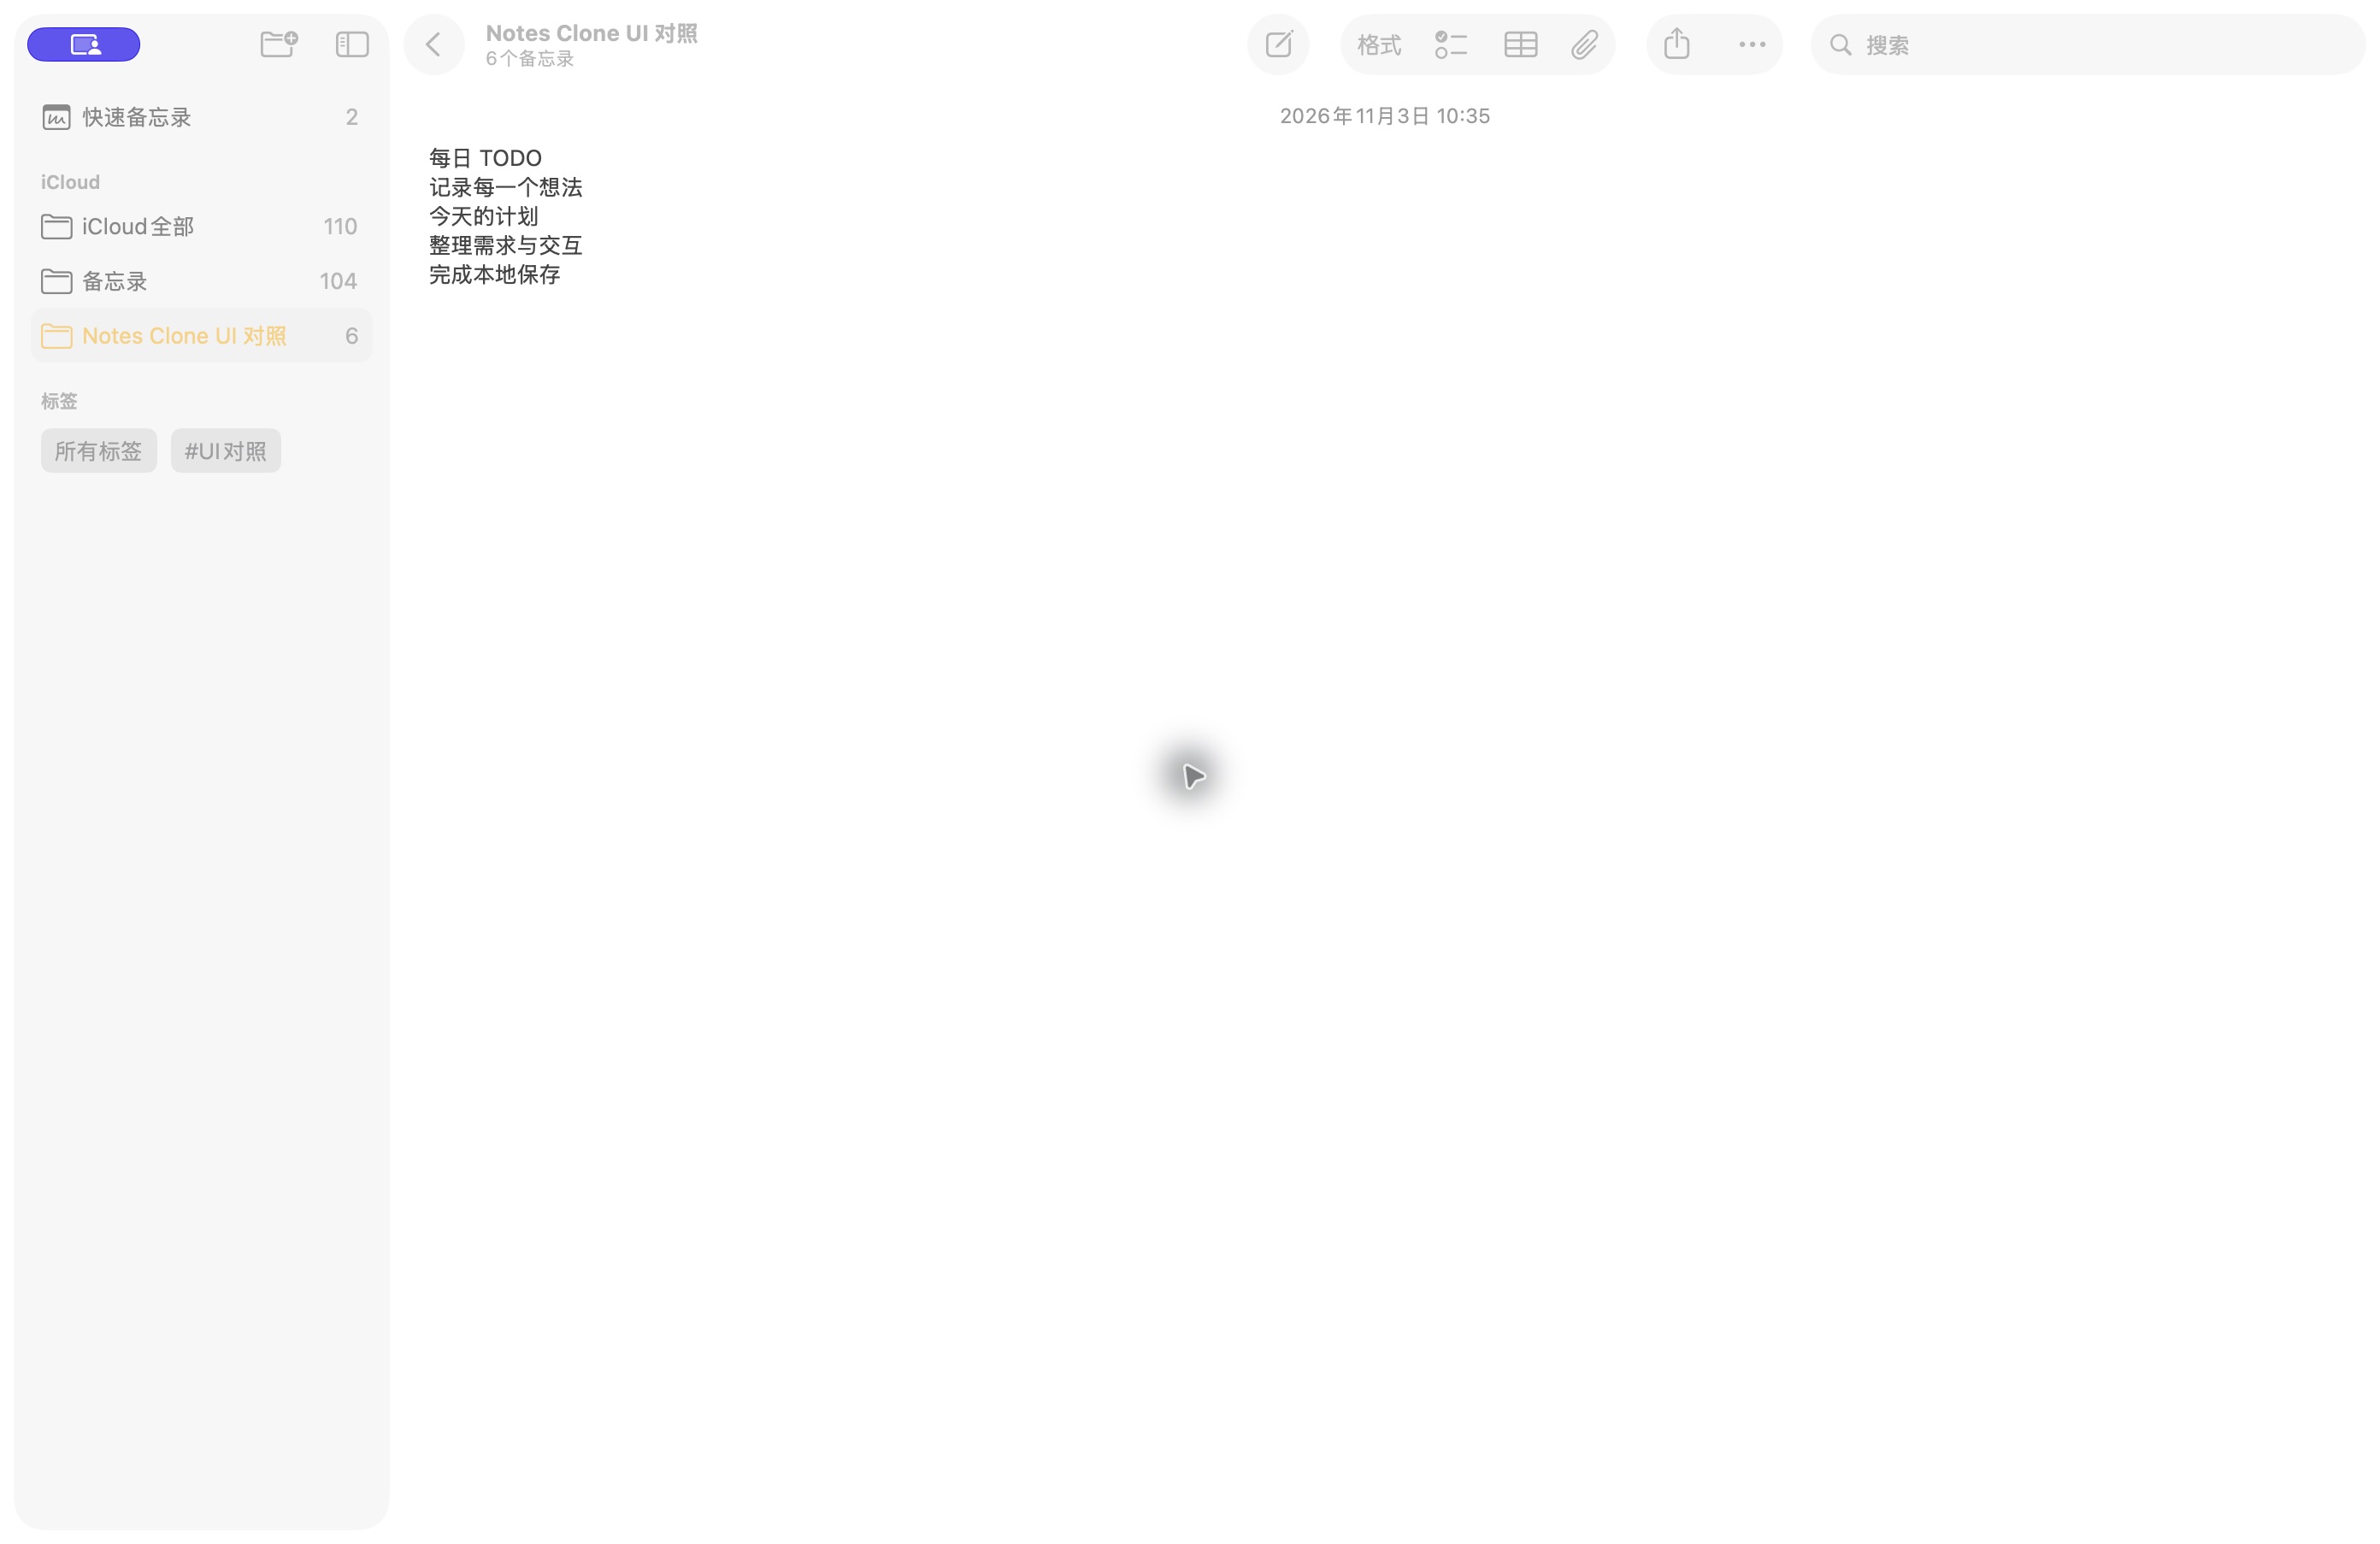 快速备忘录 2
iCloud
iCloud全部 110
备忘录 104
Notes Clone UI 对照 6
标签
所有标签 #UI对照
Notes Clone UI 对照
6个备忘录
格式
搜索
2026年11月3日 10:35
每日 TODO
记录每一个想法
今天的计划
整理需求与交互
完成本地保存